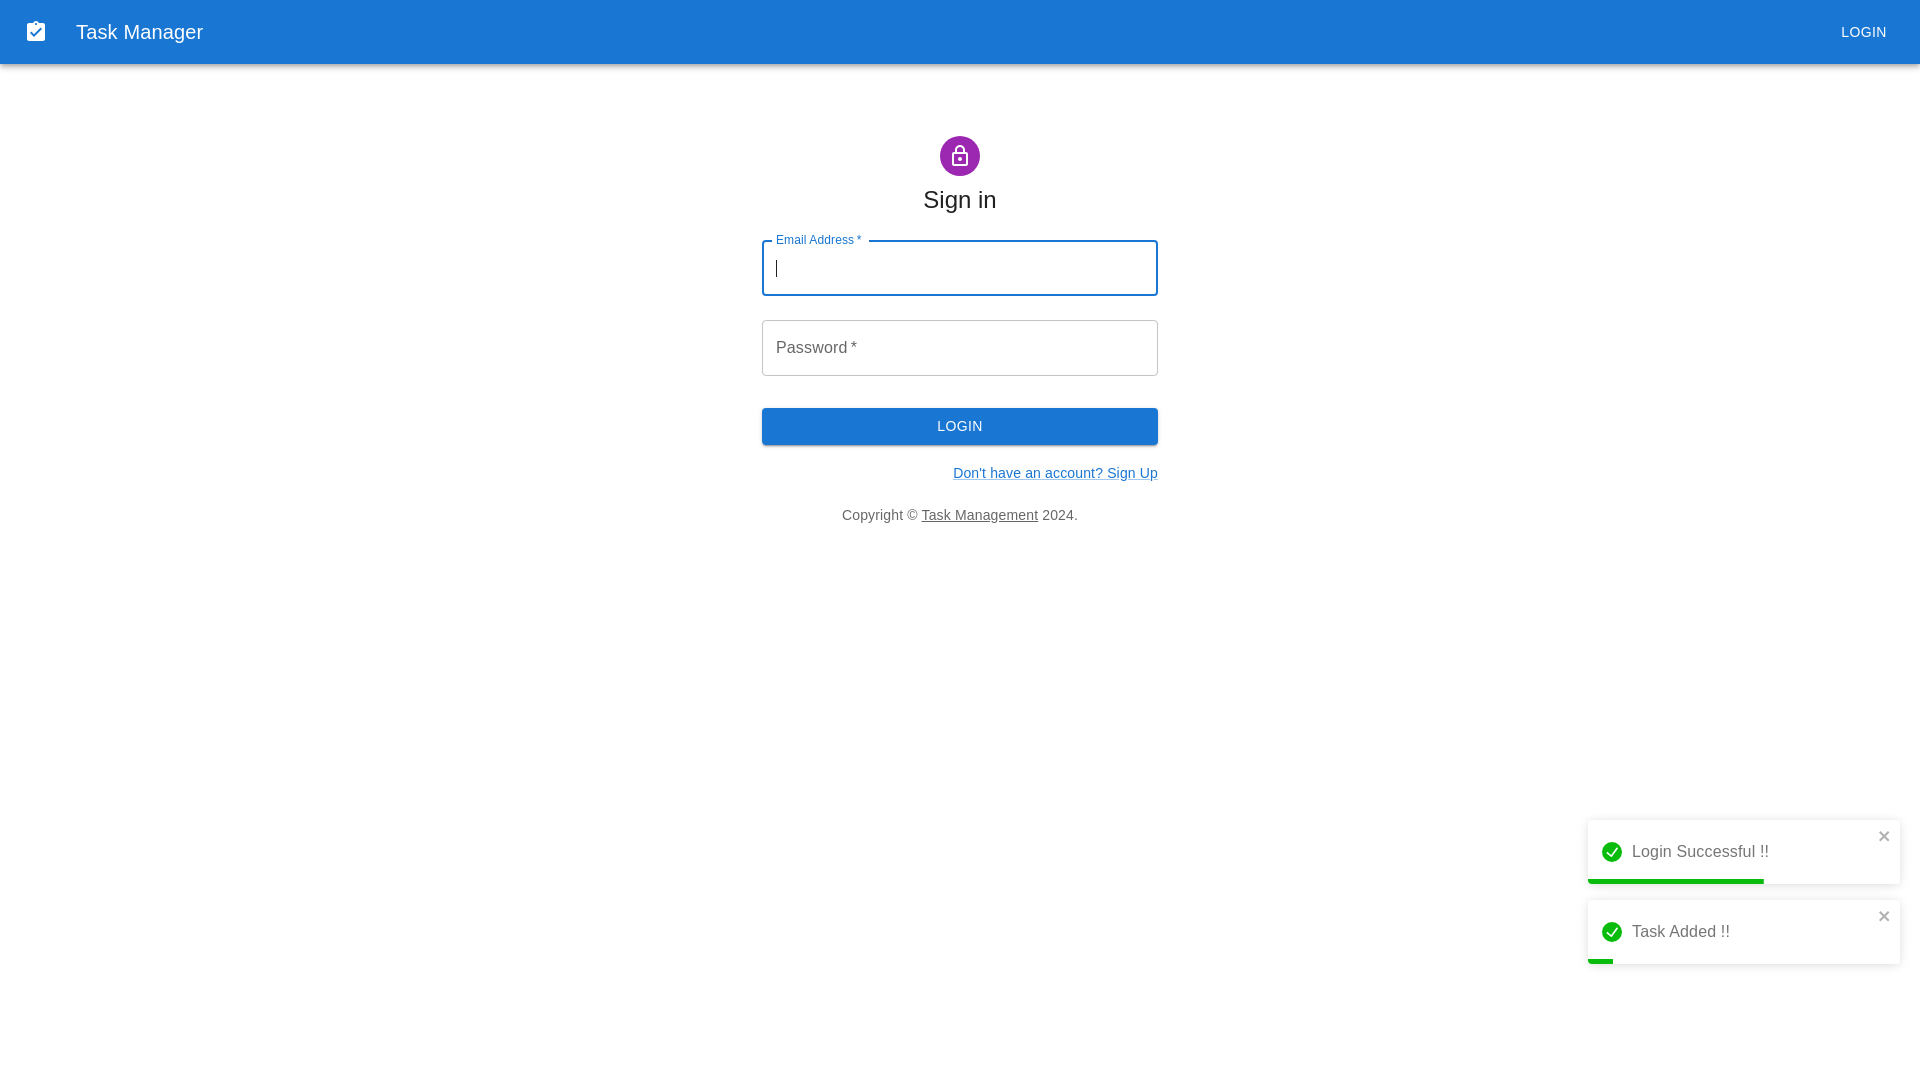 Task Manager
LOGIN
Sign in
Email Address *
Password *
LOGIN
Don't have an account? Sign Up
Copyright © Task Management 2024.
Login Successful !!
Task Added !!